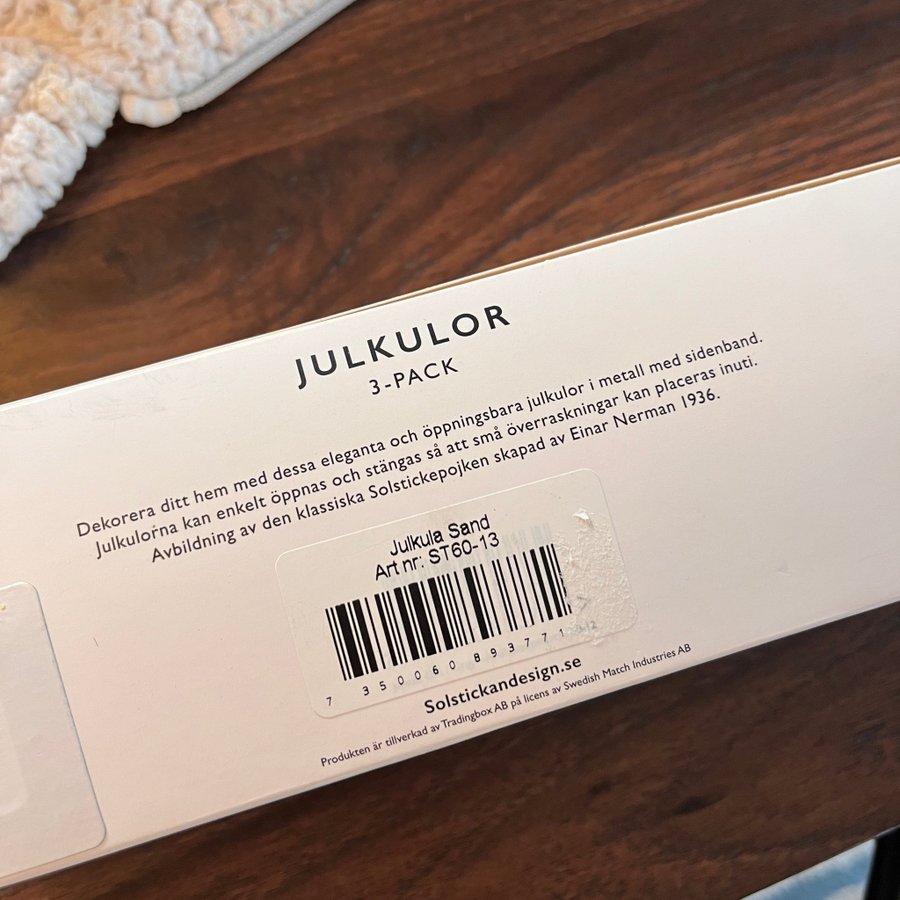 JULKULOR
3-PACK
Dekorera ditt hem med dessa eleganta och öppningsbara julkulor i metall med sidenband.
Julkulorna kan enkelt öppnas och stängas så att små överraskningar kan placeras inuti.
Avbildning av den klassiska Solstickepojken skapad av Einar Nerman 1936.
Julkula Sand
Art nr: ST60-13
7 350060 893771
Solstickandesign.se
Produkten är tillverkad av Tradingbox AB på licens av Swedish Match Industries AB